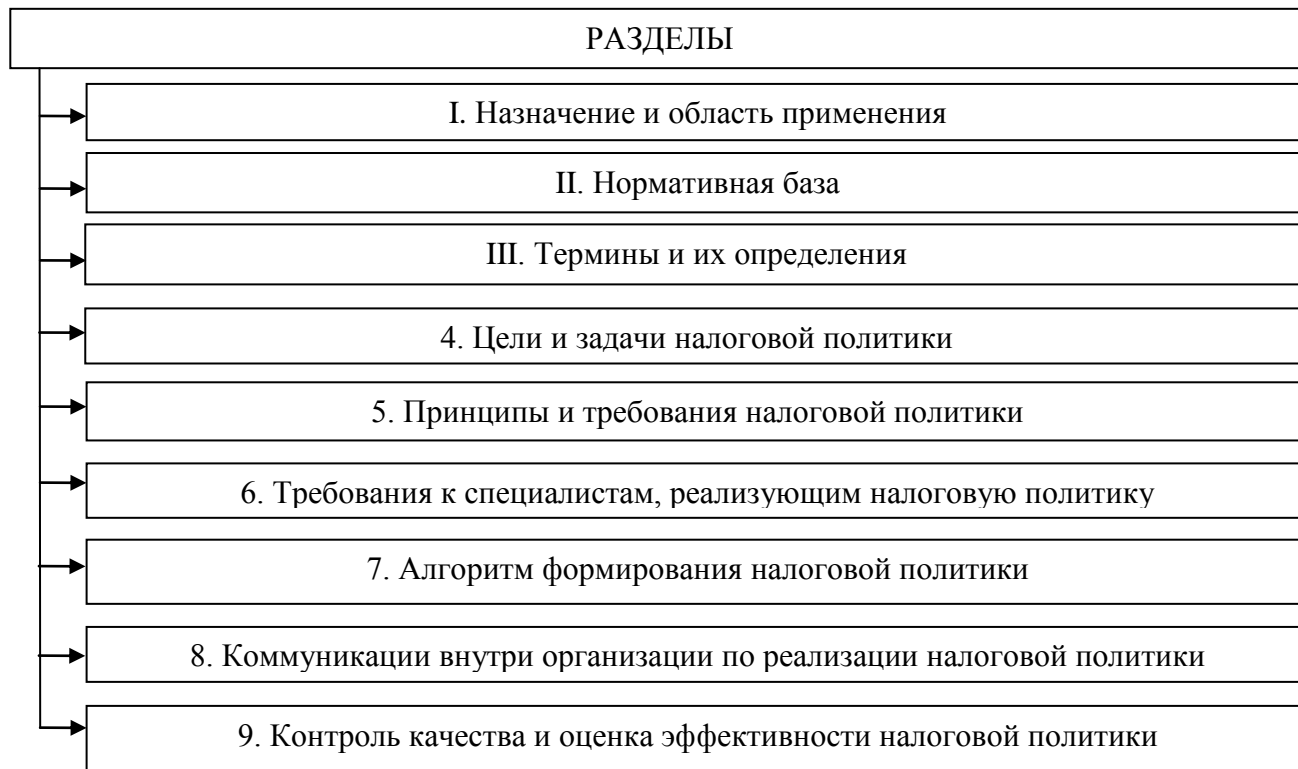 РАЗДЕЛЫ
I. Назначение и область применения
II. Нормативная база
III. Термины и их определения
4. Цели и задачи налоговой политики
5. Принципы и требования налоговой политики
6. Требования к специалистам, реализующим налоговую политику
7. Алгоритм формирования налоговой политики
8. Коммуникации внутри организации по реализации налоговой политики
9. Контроль качества и оценка эффективности налоговой политики